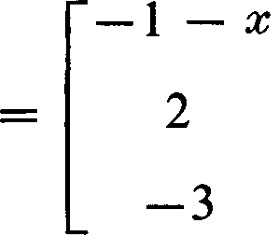 −1 − x
= [ 2
−3